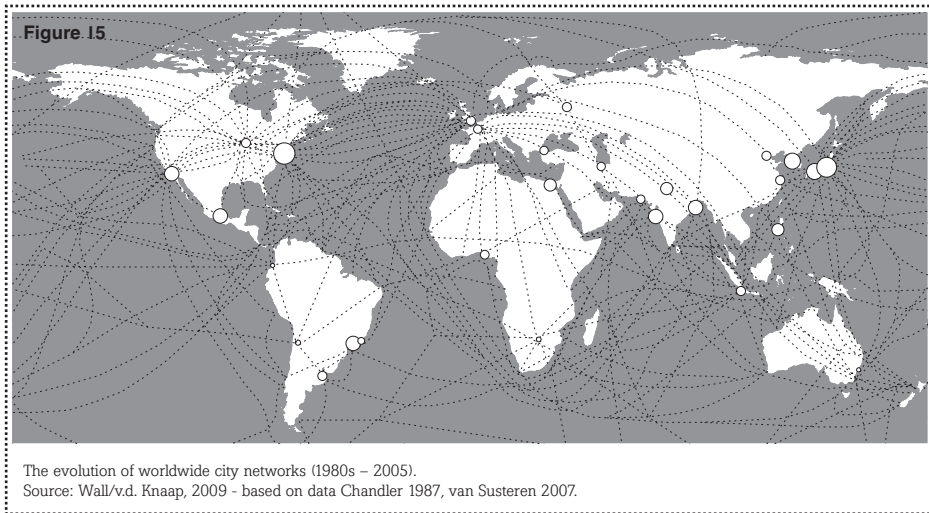 Figure 15
The evolution of worldwide city networks (1980s – 2005).
Source: Wall/v.d. Knaap, 2009 - based on data Chandler 1987, van Susteren 2007.